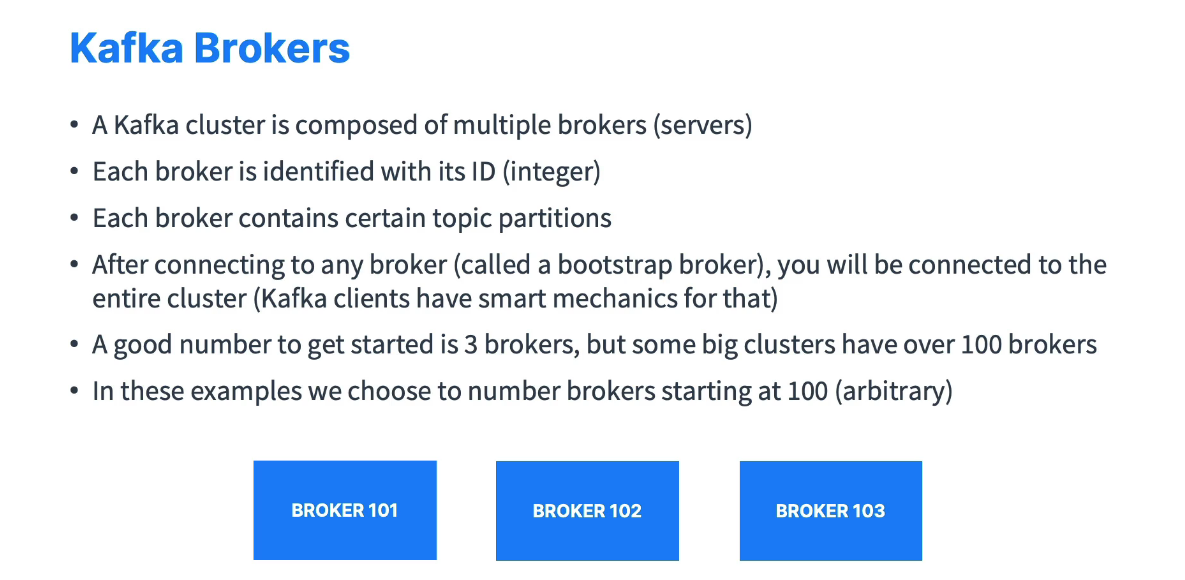 Kafka Brokers
• A Kafka cluster is composed of multiple brokers (servers)
• Each broker is identified with its ID (integer)
• Each broker contains certain topic partitions
• After connecting to any broker (called a bootstrap broker), you will be connected to the
entire cluster (Kafka clients have smart mechanics for that)
• A good number to get started is 3 brokers, but some big clusters have over 100 brokers
• In these examples we choose to number brokers starting at 100 (arbitrary)
BROKER 101
BROKER 102
BROKER 103